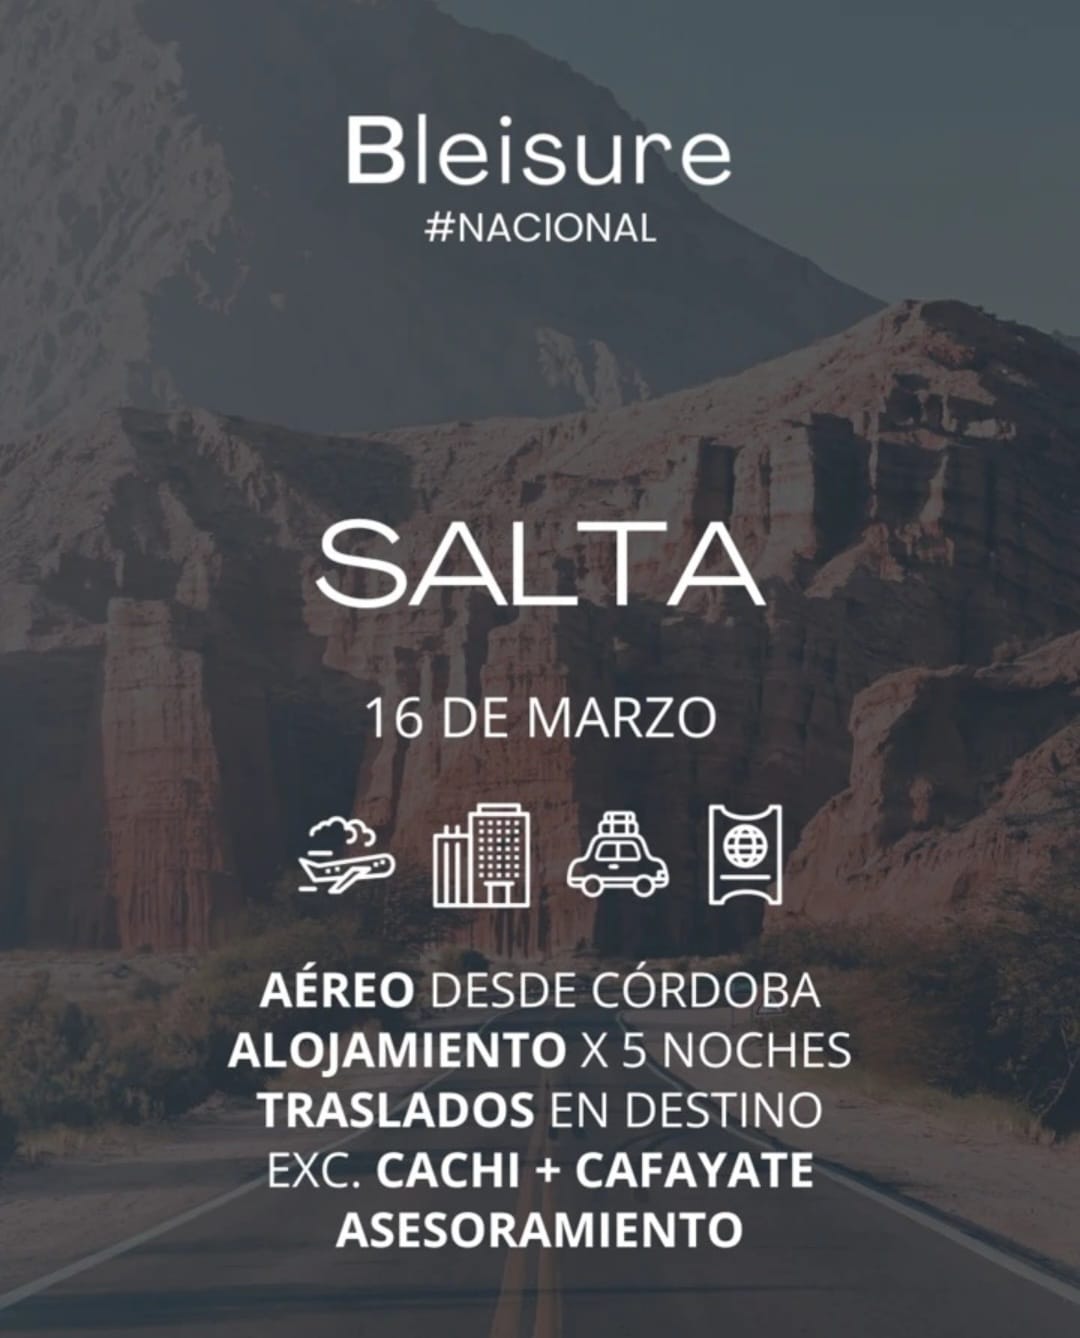 Bleisure
#NACIONAL
SALTA
16 DE MARZO
AÉREO DESDE CÓRDOBA
ALOJAMIENTO X 5 NOCHES
TRASLADOS EN DESTINO
EXC. CACHI + CAFAYATE
ASESORAMIENTO